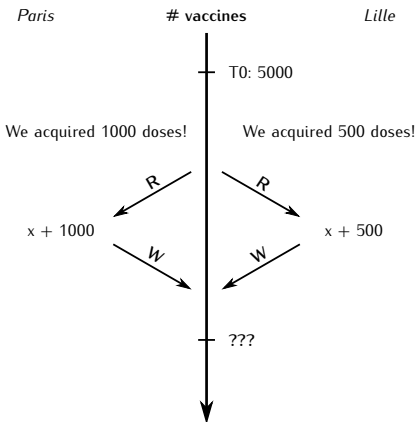 Paris # vaccines Lille
T0: 5000
We acquired 1000 doses! We acquired 500 doses!
R R
x + 1000 x + 500
W W
???